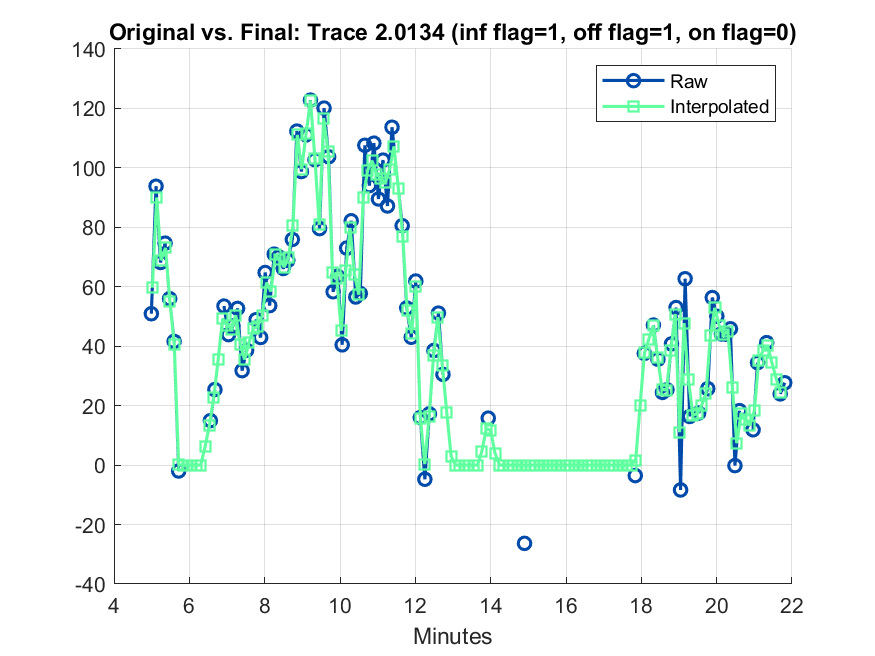 Original vs. Final: Trace 2.0134 (inf flag=1, off flag=1, on flag=0)
140
120
100
80
60
40
20
0
-20
-40
Raw
Interpolated
4 6 8 10 12 14 16 18 20 22
Minutes